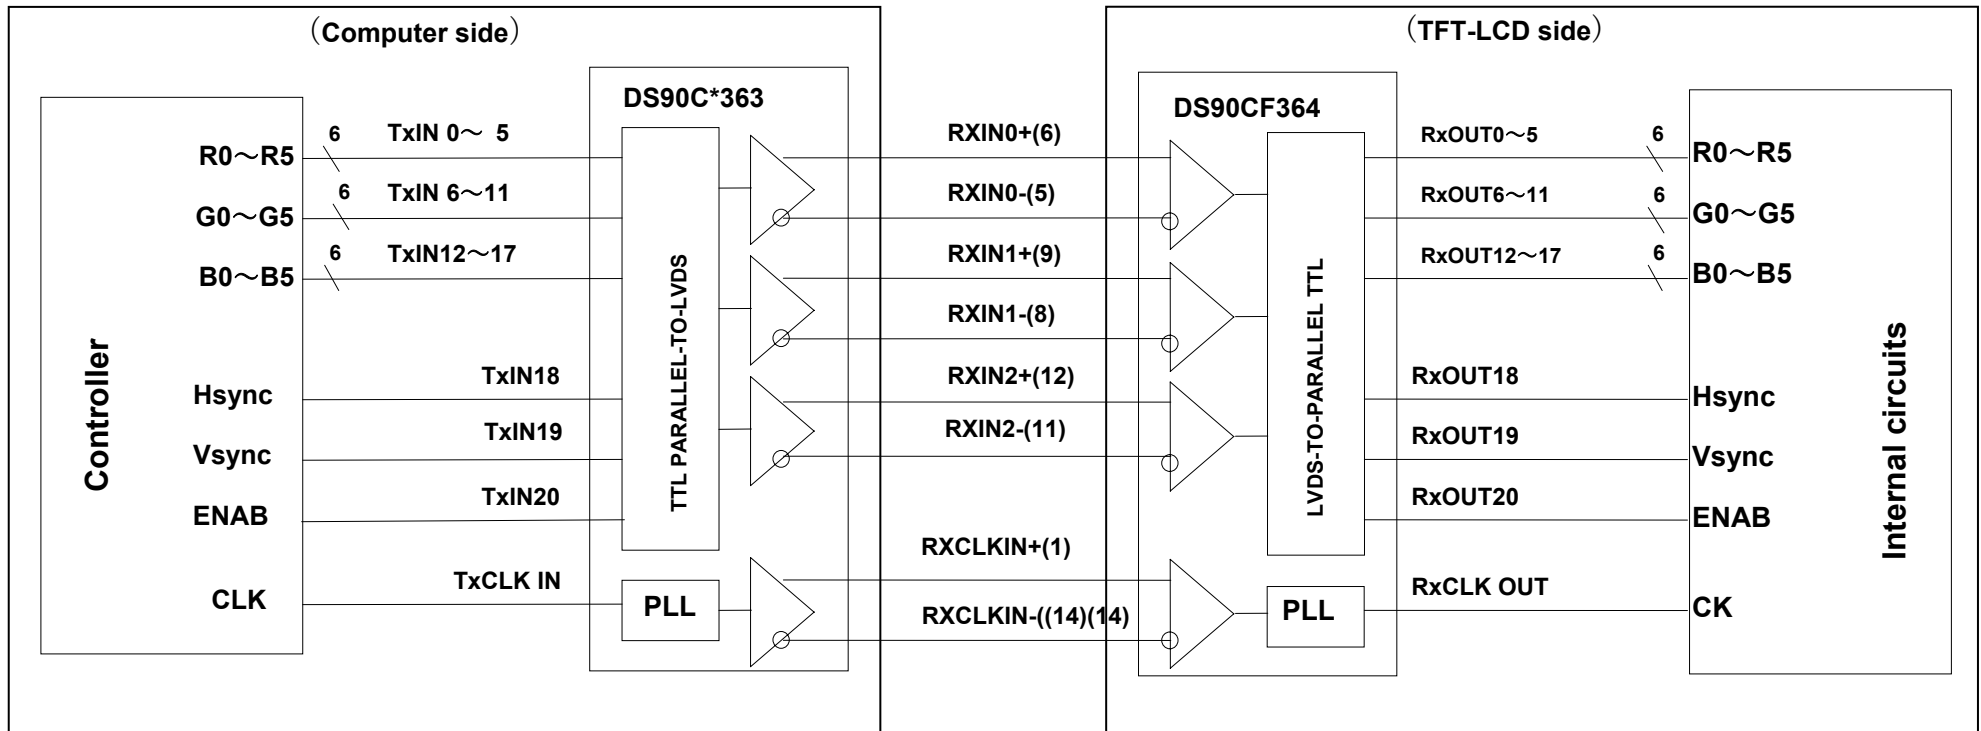 （Computer side）
（TFT-LCD side）
DS90C*363
DS90CF364
6
TxIN 0～ 5
RXIN0+(6)
RxOUT0～5
6
R0～R5
R0～R5
6
TxIN 6～11
RXIN0-(5)
RxOUT6～11
6
G0～G5
G0～G5
6
TxIN12～17
RXIN1+(9)
RxOUT12～17
6
B0～B5
B0～B5
RXIN1-(8)
Controller
TTL PARALLEL-TO-LVDS
LVDS-TO-PARALLEL TTL
Internal circuits
TxIN18
RXIN2+(12)
RxOUT18
Hsync
Hsync
TxIN19
RXIN2-(11)
RxOUT19
Vsync
Vsync
TxIN20
RxOUT20
ENAB
ENAB
RXCLKIN+(1)
TxCLK IN
RxCLK OUT
CLK
PLL
RXCLKIN-((14)(14)
PLL
CK